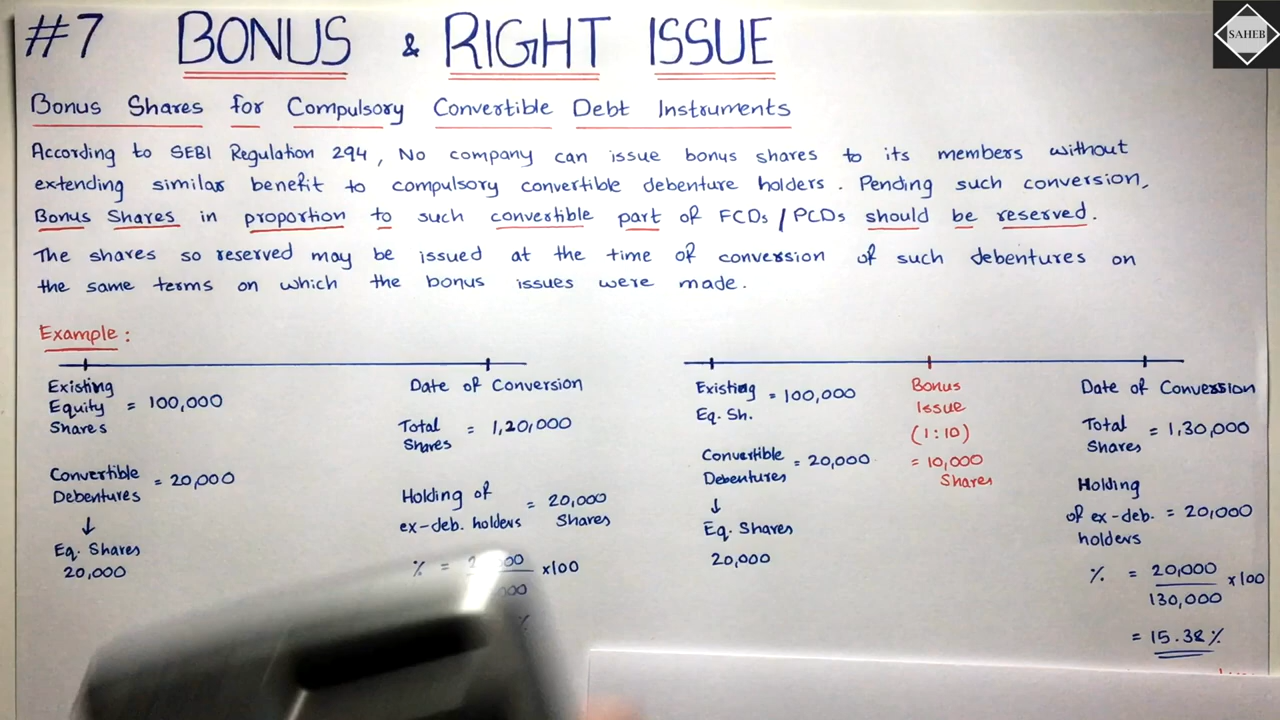 #7 BONUS & RIGHT ISSUE
SAHEB
Bonus Shares for Compulsory Convertible Debt Instruments
According to SEBI Regulation 294, No company can issue bonus shares to its members without
extending similar benefit to compulsory convertible debenture holders. Pending such conversion,
Bonus Shares in proportion to such convertible part of FCDs / PCDs should be reserved.
The shares so reserved may be issued at the time of conversion of such debentures on
the same terms on which the bonus issues were made.
Example:
Existing
Equity = 100,000
Shares
Convertible = 20,000
Debentures
↓
Eq. Shares
20,000
Date of Conversion
Total = 1,20,000
Shares
Holding of = 20,000
ex-deb. holders Shares
% = x100
%
Existing = 100,000
Eq. Sh.
Convertible = 20,000
Debentures
↓
Eq. Shares
20,000
Bonus
Issue
(1:10)
= 10,000
Shares
Date of Conversion
Total = 1,30,000
Shares
Holding
of ex-deb. = 20,000
holders
% = 20,000 x100
130,000
= 15.38%